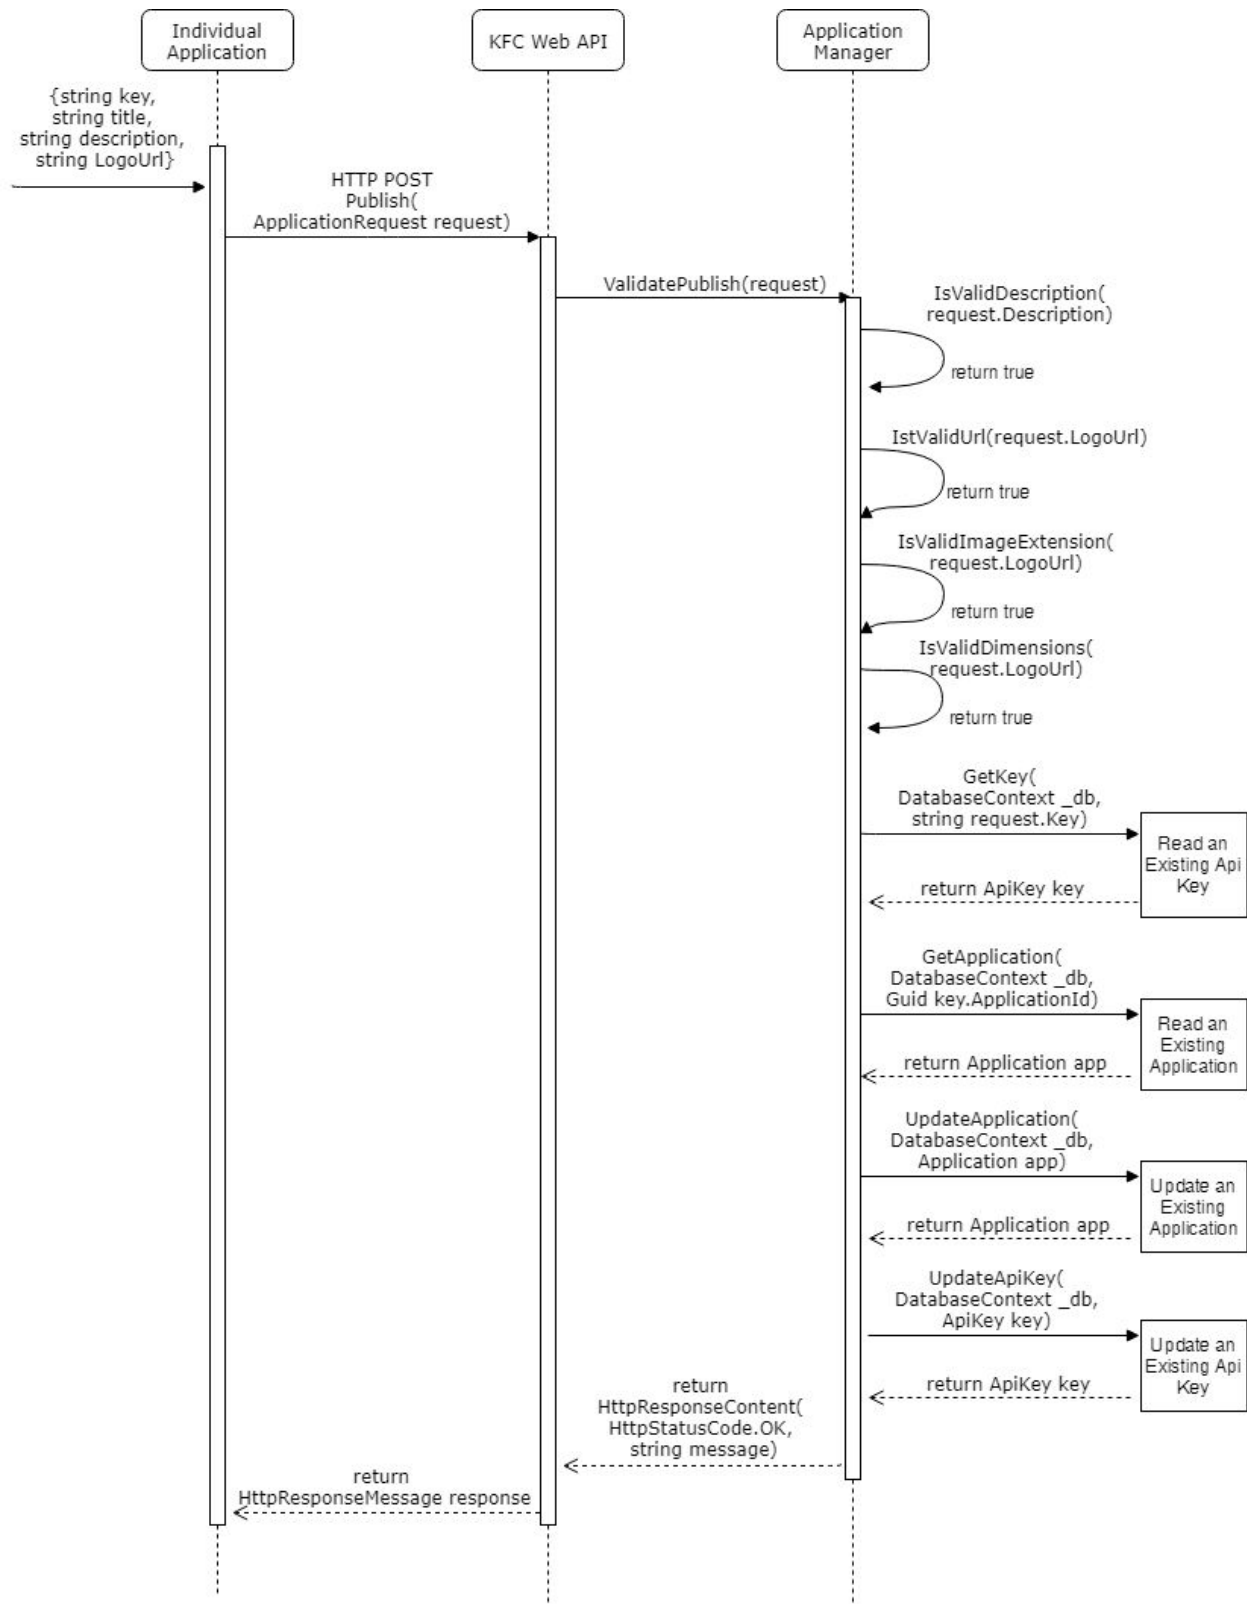 Individual
Application
KFC Web API
Application
Manager
{string key,
string title,
string description,
string LogoUrl}
HTTP POST
Publish(
ApplicationRequest request)
ValidatePublish(request)
IsValidDescription(
request.Description)
return true
IstValidUrl(request.LogoUrl)
return true
IsValidImageExtension(
request.LogoUrl)
return true
IsValidDimensions(
request.LogoUrl)
return true
GetKey(
DatabaseContext _db,
string request.Key)
Read an
Existing Api
Key
return ApiKey key
GetApplication(
DatabaseContext _db,
Guid key.ApplicationId)
Read an
Existing
Application
return Application app
UpdateApplication(
DatabaseContext _db,
Application app)
Update an
Existing
Application
return Application app
UpdateApiKey(
DatabaseContext _db,
ApiKey key)
Update an
Existing Api
Key
return ApiKey key
return
HttpResponseContent(
HttpStatusCode.OK,
string message)
return
HttpResponseMessage response